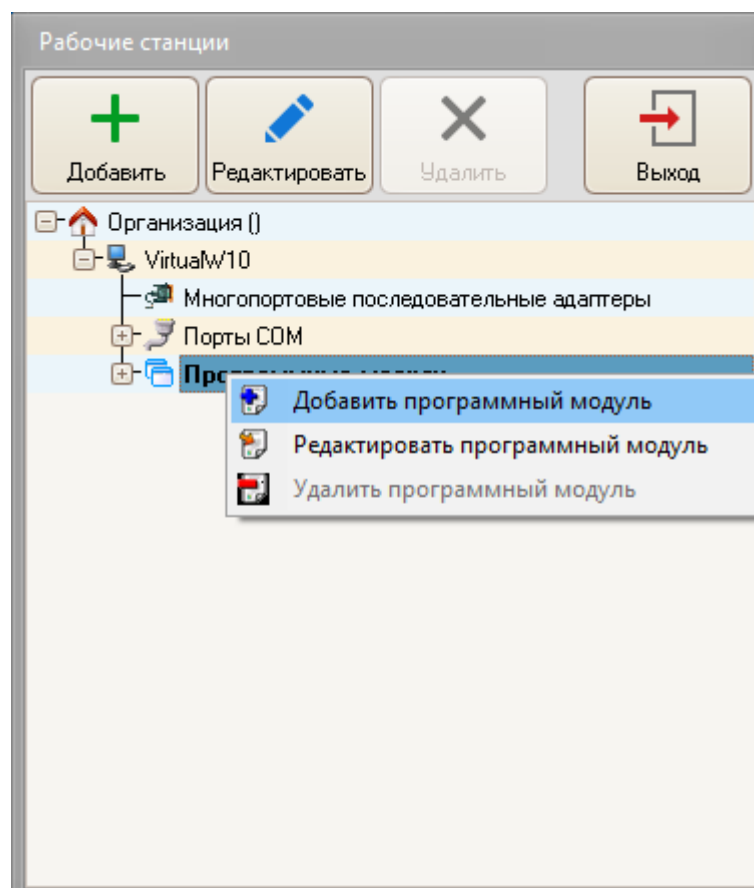 Рабочие станции
Добавить
Редактировать
Удалить
Выход
Организация ()
VirtualW10
Многопортовые последовательные адаптеры
Порты COM
Добавить программный модуль
Редактировать программный модуль
Удалить программный модуль